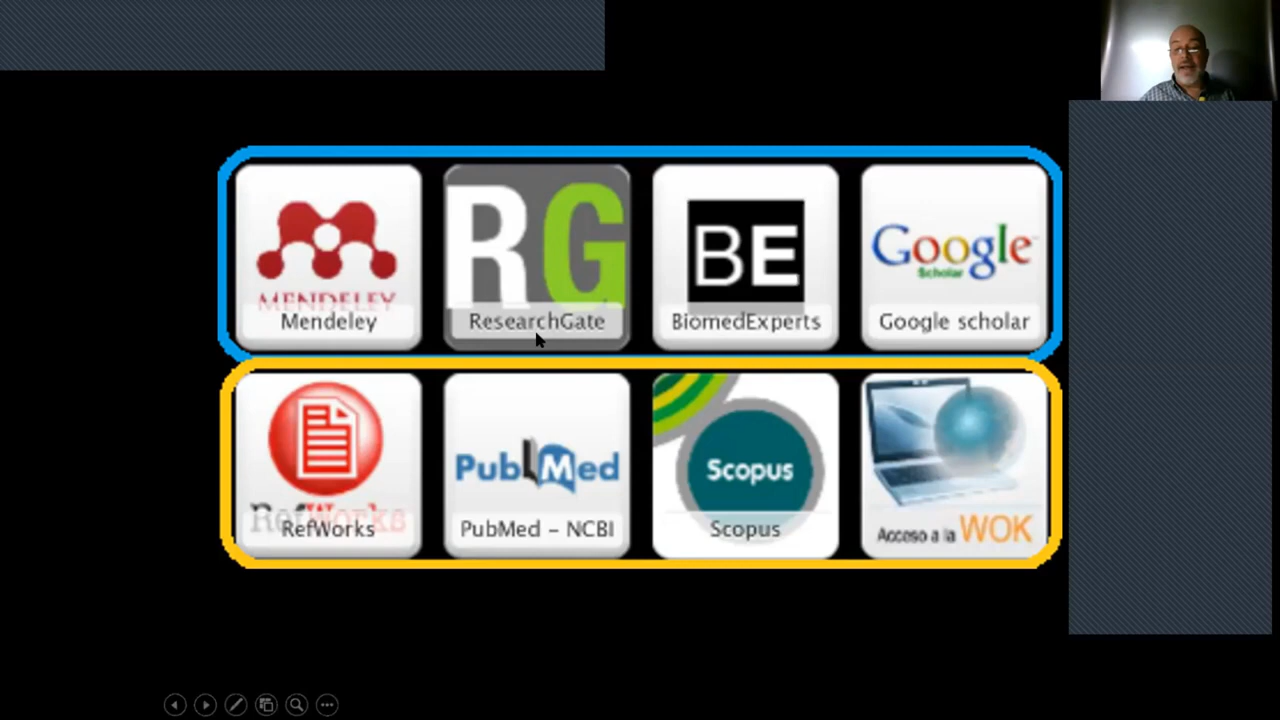 MENDELEY
Mendeley
RG
ResearchGate
BE
BiomedExperts
Google
Scholar
Google scholar
RefWorks
RefWorks
PubMed
PubMed – NCBI
Scopus
Scopus
Acceso a la WOK